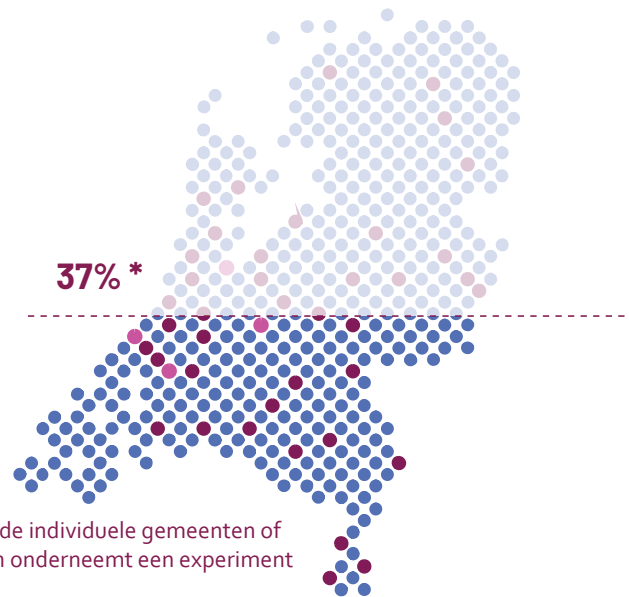 37% *
de individuele gemeenten of
onderneemt een experiment